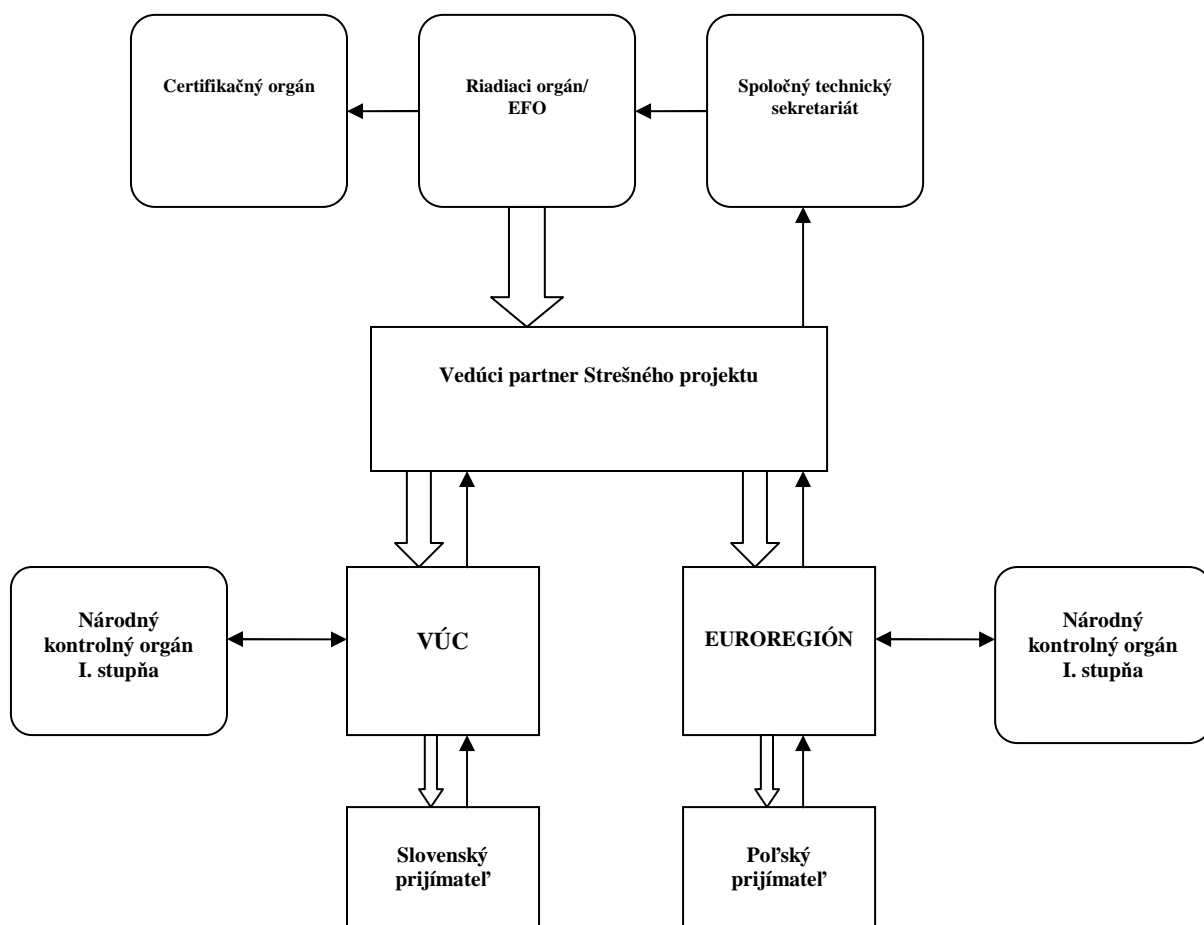 Certifikačný orgán
Riadiaci orgán/
EFO
Spoločný technický
sekretariát
Vedúci partner Strešného projektu
Národný
kontrolný orgán
I. stupňa
VÚC
EUROREGIÓN
Národný
kontrolný orgán
I. stupňa
Slovenský
prijímateľ
Poľský
prijímateľ